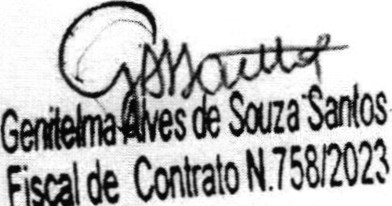 Genitelma Alves de Souza Santos
Fiscal de Contrato N.758/2023